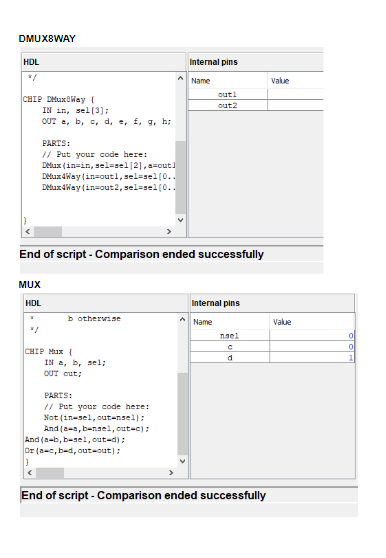 DMUX8WAY
HDL
Internal pins
*/
Name Value
out1
out2
CHIP DMux8Way {
IN in, sel[3];
OUT a, b, c, d, e, f, g, h;
PARTS:
// Put your code here:
DMux(in=in,sel=sel[2],a=out1
DMux4Way(in=out1,sel=sel[0..
DMux4Way(in=out2,sel=sel[0..
}
End of script - Comparison ended successfully
MUX
HDL
Internal pins
* b otherwise
*/
Name Value
nsel 0
c 0
d 1
CHIP Mux {
IN a, b, sel;
OUT out;
PARTS:
// Put your code here:
Not(in=sel,out=nsel);
And(a=a,b=nsel,out=c);
And(a=b,b=sel,out=d);
Or(a=c,b=d,out=out);
}
End of script - Comparison ended successfully